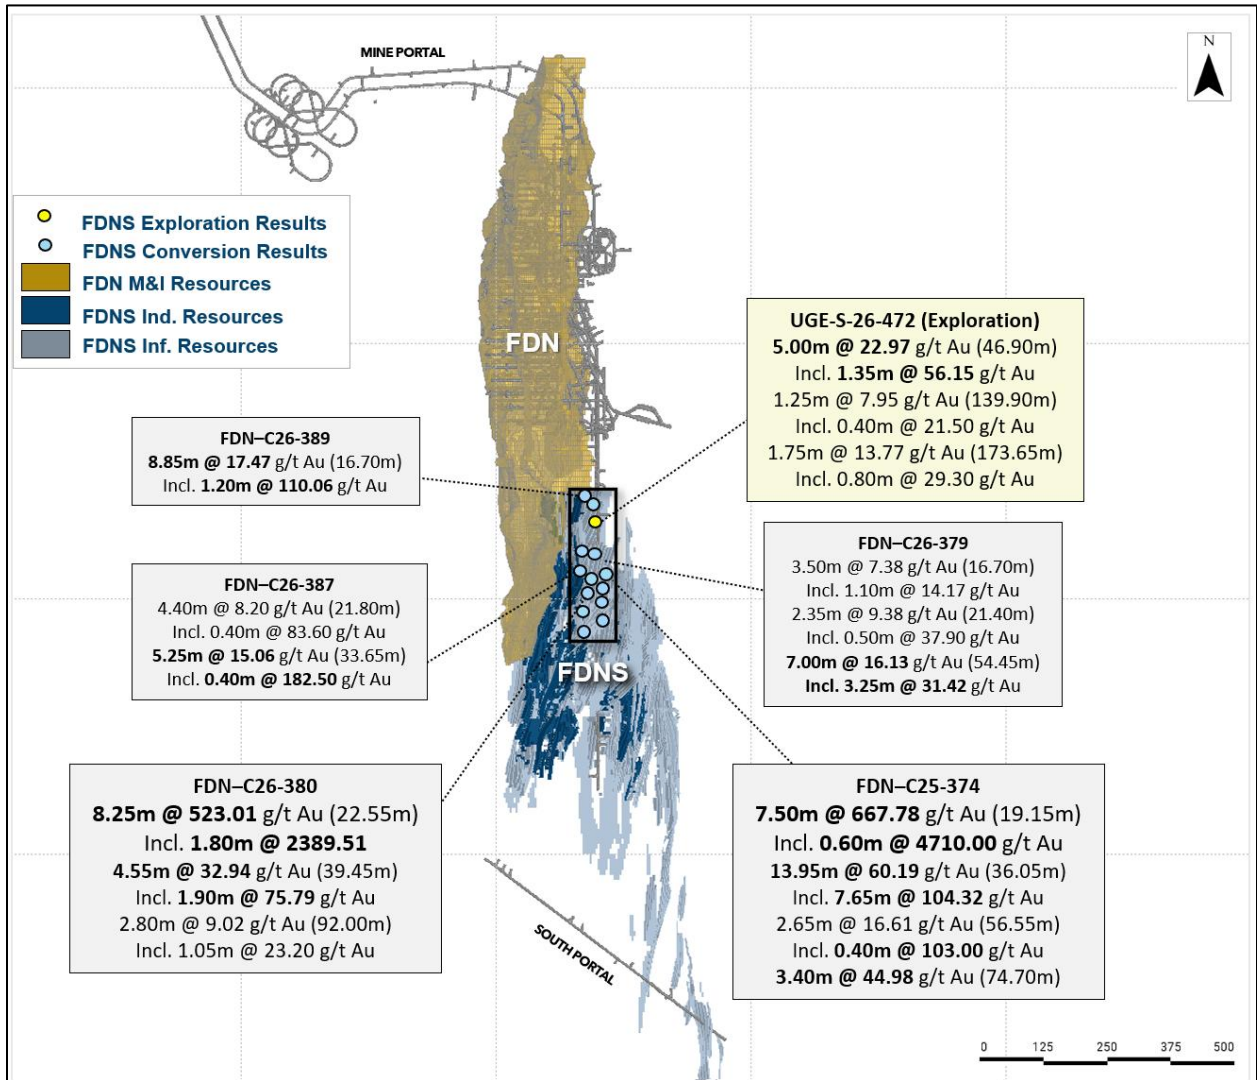 MINE PORTAL
N
FDNS Exploration Results
FDNS Conversion Results
FDN M&I Resources
FDNS Ind. Resources
FDNS Inf. Resources
FDN
UGE-S-26-472 (Exploration)
5.00m @ 22.97 g/t Au (46.90m)
Incl. 1.35m @ 56.15 g/t Au
1.25m @ 7.95 g/t Au (139.90m)
Incl. 0.40m @ 21.50 g/t Au
1.75m @ 13.77 g/t Au (173.65m)
Incl. 0.80m @ 29.30 g/t Au
FDN–C26-389
8.85m @ 17.47 g/t Au (16.70m)
Incl. 1.20m @ 110.06 g/t Au
FDN–C26-379
3.50m @ 7.38 g/t Au (16.70m)
Incl. 1.10m @ 14.17 g/t Au
2.35m @ 9.38 g/t Au (21.40m)
Incl. 0.50m @ 37.90 g/t Au
7.00m @ 16.13 g/t Au (54.45m)
Incl. 3.25m @ 31.42 g/t Au
FDN–C26-387
4.40m @ 8.20 g/t Au (21.80m)
Incl. 0.40m @ 83.60 g/t Au
5.25m @ 15.06 g/t Au (33.65m)
Incl. 0.40m @ 182.50 g/t Au
FDNS
FDN–C26-380
8.25m @ 523.01 g/t Au (22.55m)
Incl. 1.80m @ 2389.51
4.55m @ 32.94 g/t Au (39.45m)
Incl. 1.90m @ 75.79 g/t Au
2.80m @ 9.02 g/t Au (92.00m)
Incl. 1.05m @ 23.20 g/t Au
FDN–C25-374
7.50m @ 667.78 g/t Au (19.15m)
Incl. 0.60m @ 4710.00 g/t Au
13.95m @ 60.19 g/t Au (36.05m)
Incl. 7.65m @ 104.32 g/t Au
2.65m @ 16.61 g/t Au (56.55m)
Incl. 0.40m @ 103.00 g/t Au
3.40m @ 44.98 g/t Au (74.70m)
SOUTH PORTAL
0 125 250 375 500